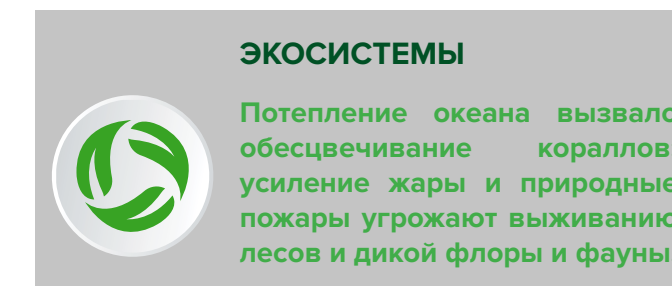 ЭКОСИСТЕМЫ
Потепление океана вызвало
обесцвечивание кораллов
усиление жары и природные
пожары угрожают выживанию
лесов и дикой флоры и фауны